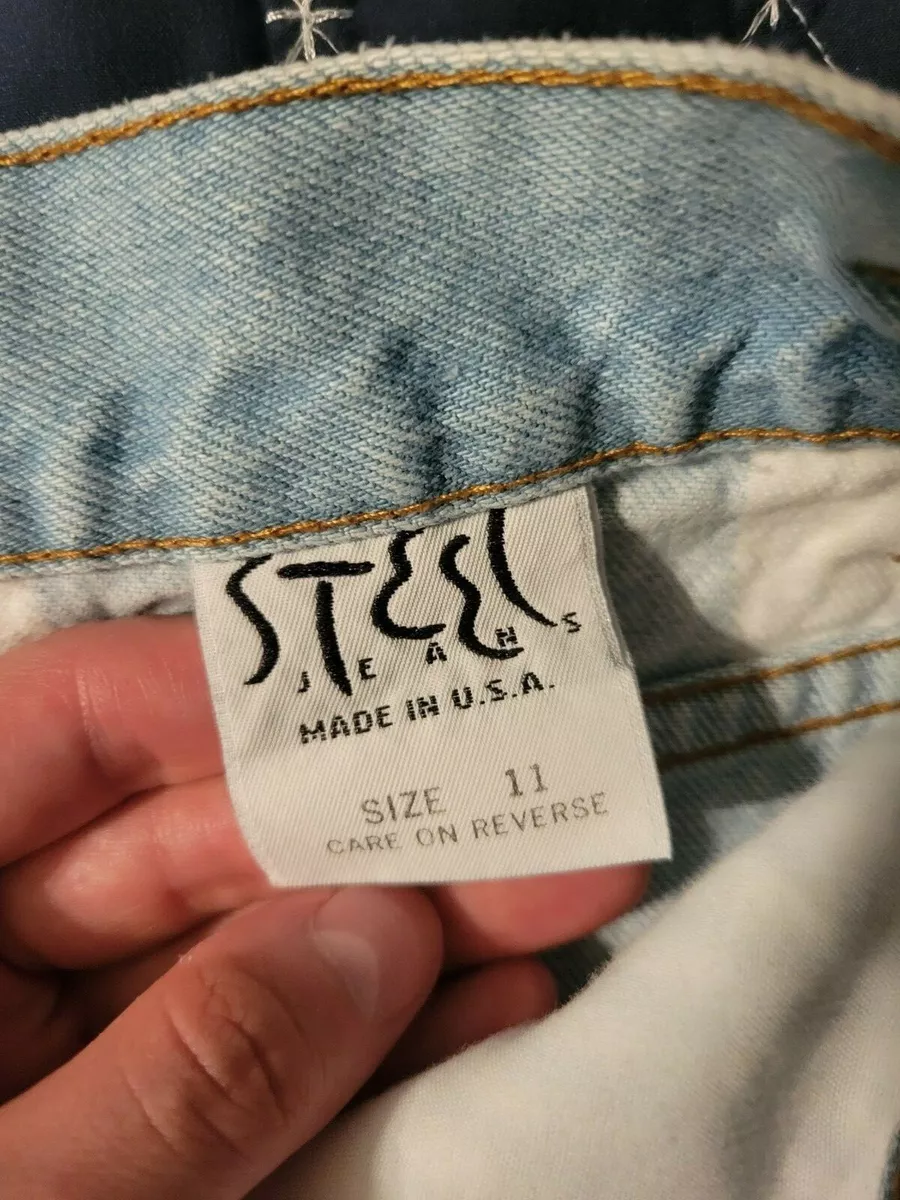 STEEL
JEANS
MADE IN U.S.A.
SIZE 11
CARE ON REVERSE